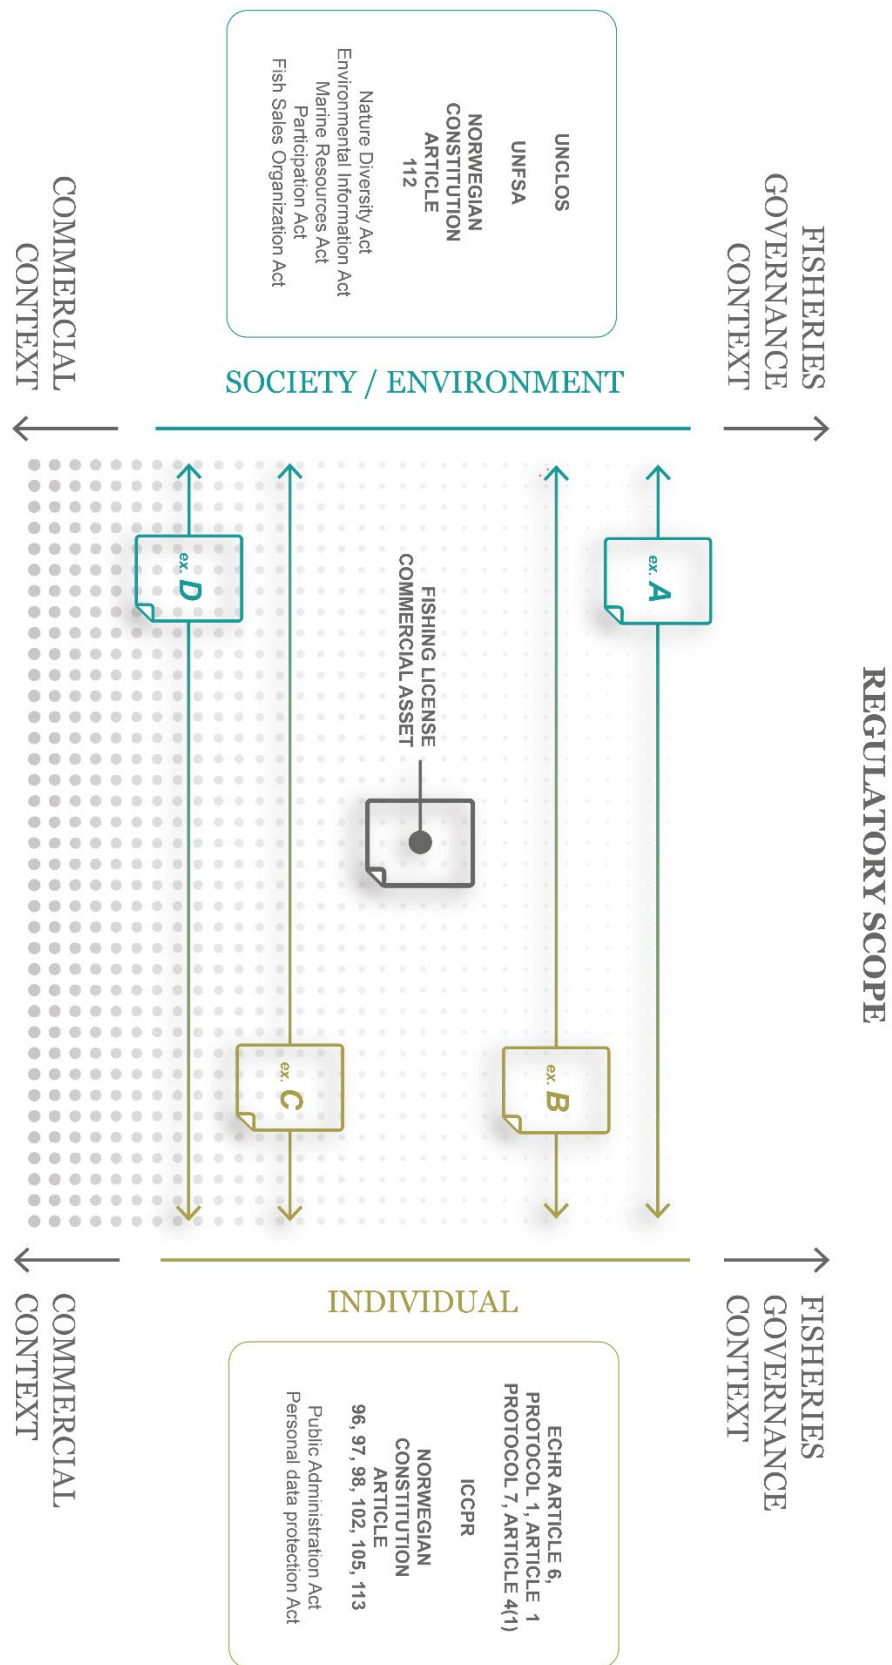 REGULATORY SCOPE
FISHERIES
GOVERNANCE
CONTEXT
SOCIETY / ENVIRONMENT
UNCLOS
UNFSA
NORWEGIAN
CONSTITUTION
ARTICLE
112
Nature Diversity Act
Environmental Information Act
Marine Resources Act
Participation Act
Fish Sales Organization Act
COMMERCIAL
CONTEXT
ex. A
ex. B
FISHING LICENSE
COMMERCIAL ASSET
ex. C
ex. D
FISHERIES
GOVERNANCE
CONTEXT
INDIVIDUAL
ECHR ARTICLE 6,
PROTOCOL 1, ARTICLE 1
PROTOCOL 7, ARTICLE 4(1)
ICCPR
NORWEGIAN
CONSTITUTION
ARTICLE
96, 97, 98, 102, 105, 113
Public Administration Act
Personal data protection Act
COMMERCIAL
CONTEXT